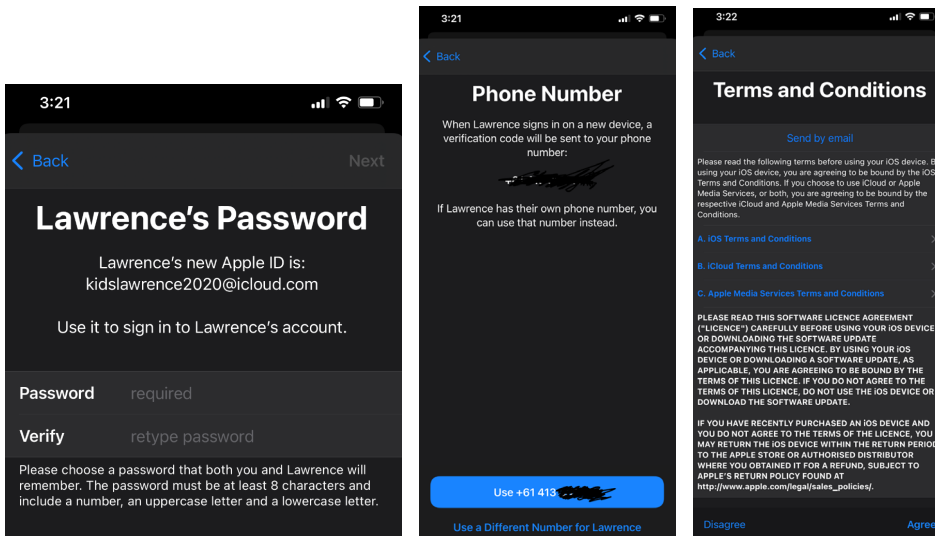 3:21
Back
Next
Lawrence's Password
Lawrence's new Apple ID is:
kidslawrence2020@icloud.com
Use it to sign in to Lawrence's account.
Password required
Verify retype password
Please choose a password that both you and Lawrence will
remember. The password must be at least 8 characters and
include a number, an uppercase letter and a lowercase letter.
3:21
Back
Phone Number
When Lawrence signs in on a new device, a
verification code will be sent to your phone
number:
If Lawrence has their own phone number, you
can use that number instead.
Use +61 413
Use a Different Number for Lawrence
3:22
Back
Terms and Conditions
Send by email
Please read the following terms before using your iOS device. B
using your iOS device, you are agreeing to be bound by the iOS
Terms and Conditions. If you choose to use iCloud or Apple
Media Services, or both, you are agreeing to be bound by the
respective iCloud and Apple Media Services Terms and
Conditions.
A. iOS Terms and Conditions
B. iCloud Terms and Conditions
C. Apple Media Services Terms and Conditions
PLEASE READ THIS SOFTWARE LICENCE AGREEMENT
("LICENCE") CAREFULLY BEFORE USING YOUR iOS DEVICE
OR DOWNLOADING THE SOFTWARE UPDATE
ACCOMPANYING THIS LICENCE. BY USING YOUR iOS
DEVICE OR DOWNLOADING A SOFTWARE UPDATE, AS
APPLICABLE, YOU ARE AGREEING TO BE BOUND BY THE
TERMS OF THIS LICENCE. IF YOU DO NOT AGREE TO THE
TERMS OF THIS LICENCE, DO NOT USE THE iOS DEVICE OR
DOWNLOAD THE SOFTWARE UPDATE.
IF YOU HAVE RECENTLY PURCHASED AN iOS DEVICE AND
YOU DO NOT AGREE TO THE TERMS OF THE LICENCE, YOU
MAY RETURN THE iOS DEVICE WITHIN THE RETURN PERIOD
TO THE APPLE STORE OR AUTHORISED DISTRIBUTOR
WHERE YOU OBTAINED IT FOR A REFUND, SUBJECT TO
APPLE'S RETURN POLICY FOUND AT
http://www.apple.com/legal/sales_policies/.
Disagree
Agree